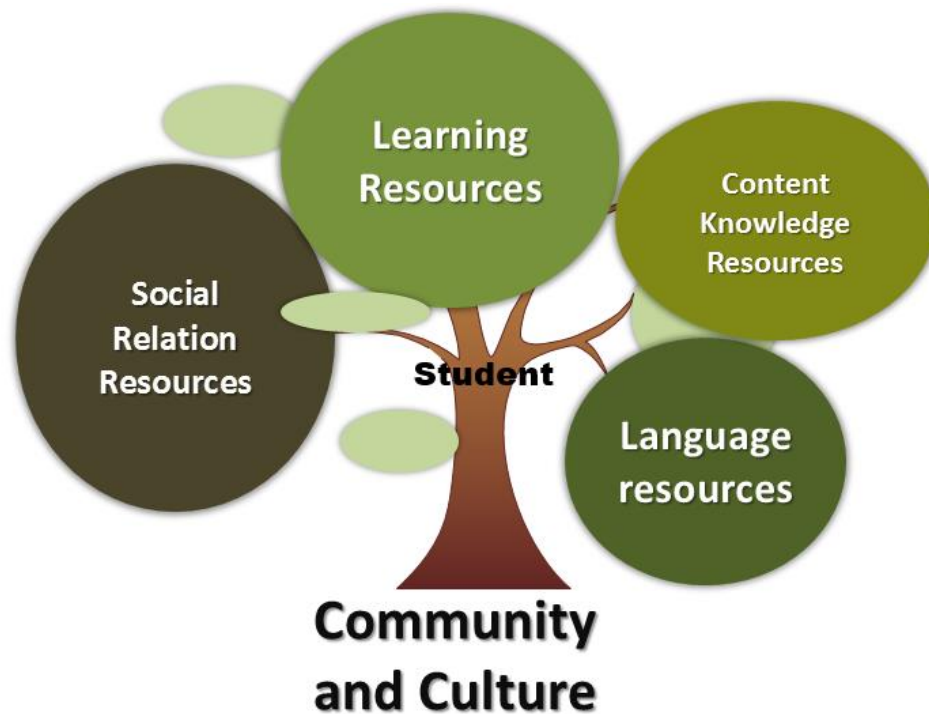 Learning
Resources
Content
Knowledge
Resources
Social
Relation
Resources
Student
Language
resources
Community
and Culture